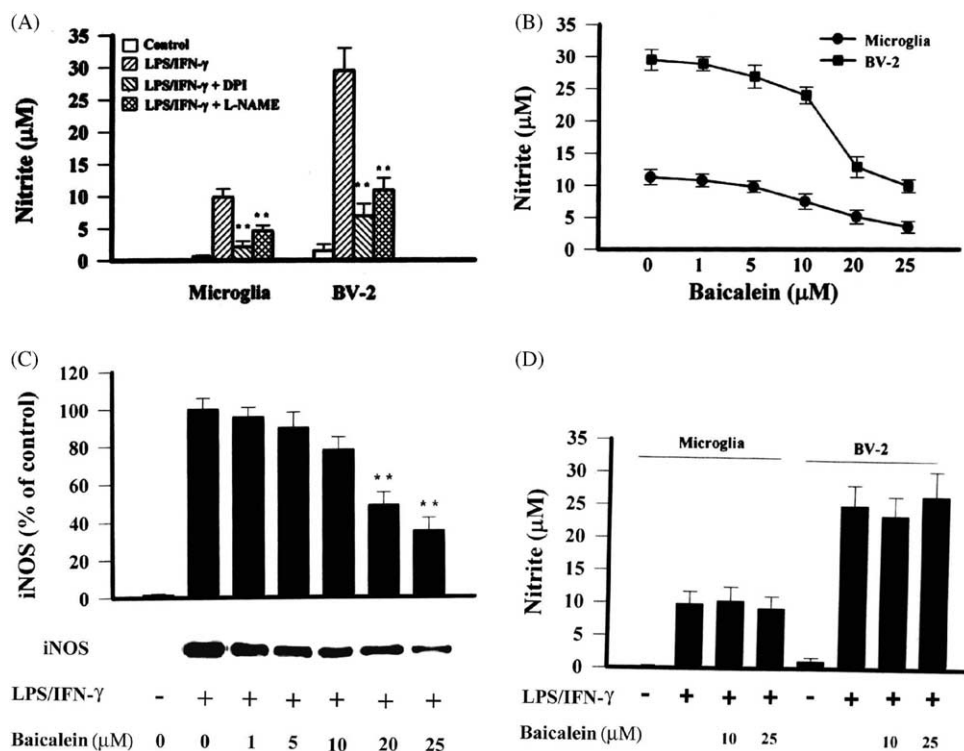 (A)
Control
LPS/IFN-γ
LPS/IFN-γ + DPI
LPS/IFN-γ + L-NAME
Nitrite (μM)
35
30
25
20
15
10
5
0
**
**
**
**
Microglia
BV-2
(B)
Microglia
BV-2
Nitrite (μM)
35
30
25
20
15
10
5
0
0 1 5 10 20 25
Baicalein (μM)
(C)
iNOS (% of control)
120
100
80
60
40
20
0
**
**
iNOS
LPS/IFN-γ - + + + + + +
Baicalein (μM) 0 0 1 5 10 20 25
(D)
Microglia
BV-2
Nitrite (μM)
35
30
25
20
15
10
5
0
LPS/IFN-γ - + + + - + + +
Baicalein (μM) 10 25 10 25